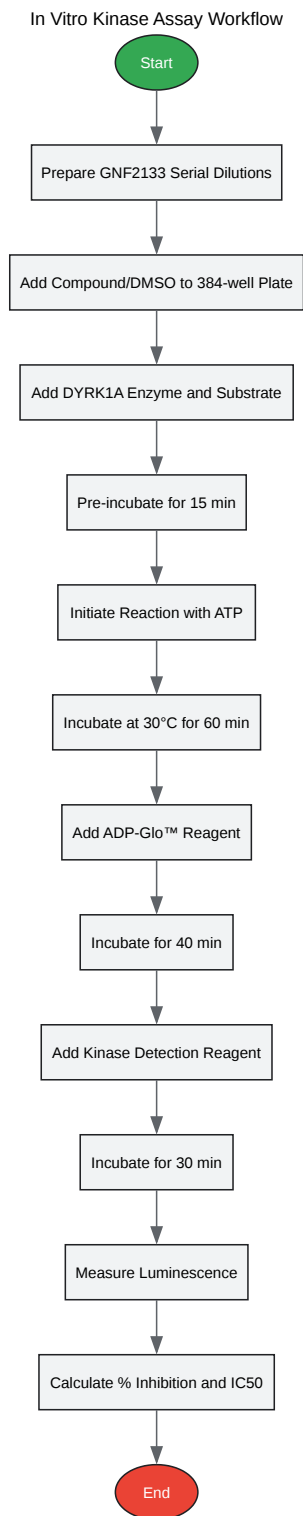 In Vitro Kinase Assay Workflow
Start
Prepare GNF2133 Serial Dilutions
Add Compound/DMSO to 384-well Plate
Add DYRK1A Enzyme and Substrate
Pre-incubate for 15 min
Initiate Reaction with ATP
Incubate at 30°C for 60 min
Add ADP-Glo™ Reagent
Incubate for 40 min
Add Kinase Detection Reagent
Incubate for 30 min
Measure Luminescence
Calculate % Inhibition and IC50
End